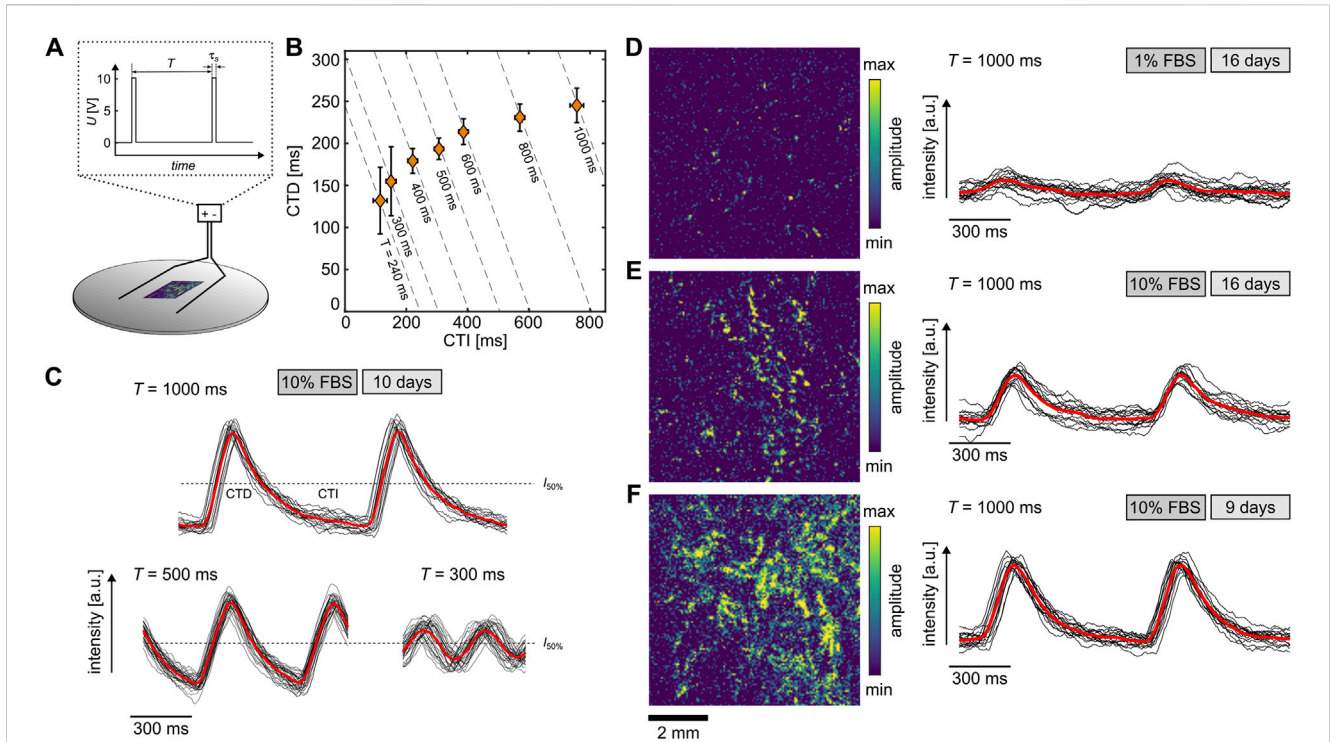 A
T
τs
U [V]
10
0
time
+ -
B
CTD [ms]
300
250
200
150
100
50
0
0
200
400
600
800
CTI [ms]
T = 240 ms
300 ms
400 ms
500 ms
600 ms
800 ms
1000 ms
C
T = 1000 ms
10% FBS
10 days
CTD
CTI
I50%
intensity [a.u.]
T = 500 ms
T = 300 ms
I50%
300 ms
D
max
amplitude
min
T = 1000 ms
1% FBS
16 days
intensity [a.u.]
300 ms
E
max
amplitude
min
T = 1000 ms
10% FBS
16 days
intensity [a.u.]
300 ms
F
max
amplitude
min
2 mm
T = 1000 ms
10% FBS
9 days
intensity [a.u.]
300 ms